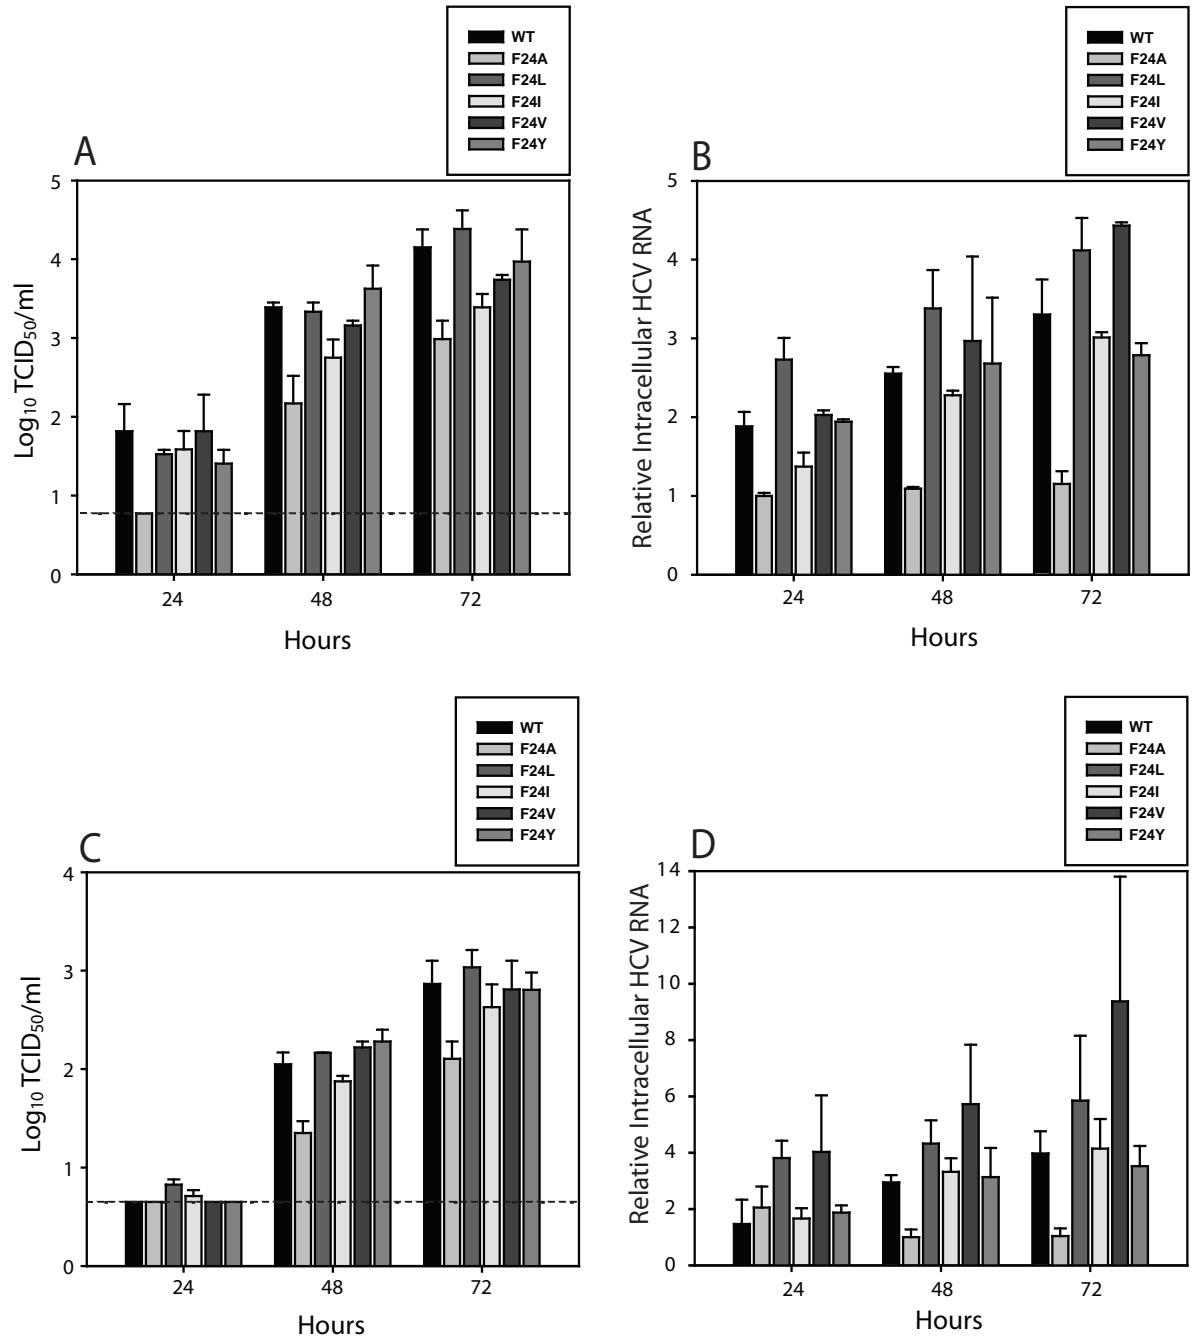 WT
F24A
F24L
F24I
F24V
F24Y
A
5
4
3
2
1
0
Log10 TCID50/ml
24 48 72
Hours
WT
F24A
F24L
F24I
F24V
F24Y
B
5
4
3
2
1
0
Relative Intracellular HCV RNA
24 48 72
Hours
WT
F24A
F24L
F24I
F24V
F24Y
C
4
3
2
1
0
Log10 TCID50/ml
24 48 72
Hours
WT
F24A
F24L
F24I
F24V
F24Y
D
14
12
10
8
6
4
2
0
Relative Intracellular HCV RNA
24 48 72
Hours